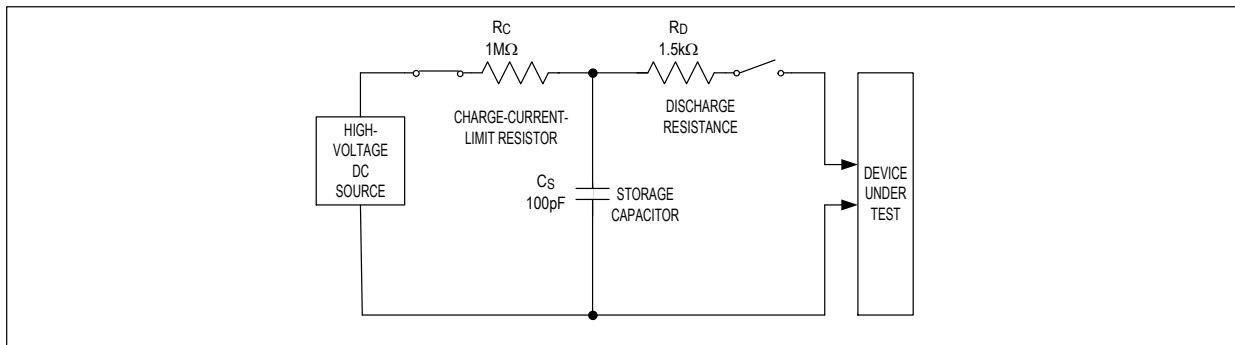 RC
1MΩ
RD
1.5kΩ
CHARGE-CURRENT-
LIMIT RESISTOR
DISCHARGE
RESISTANCE
HIGH-
VOLTAGE
DC
SOURCE
CS
100pF
STORAGE
CAPACITOR
DEVICE
UNDER
TEST